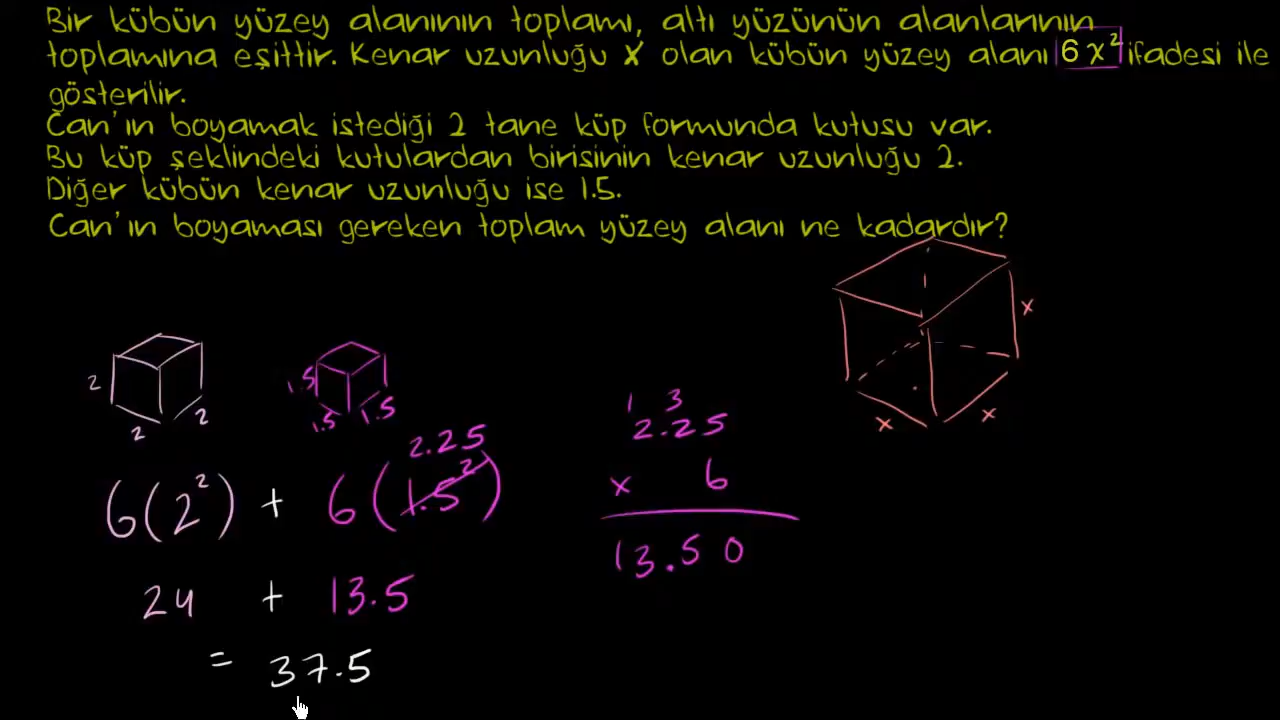 Bir kübün yüzey alanının toplamı, altı yüzünün alanlarının
toplamına eşittir. Kenar uzunluğu x olan kübün yüzey alanı 6x² ifadesi ile
gösterilir.
Can'ın boyamak istediği 2 tane küp formunda kutusu var.
Bu küp şeklindeki kutulardan birisinin kenar uzunluğu 2.
Diğer kübün kenar uzunluğu ise 1.5.
Can'ın boyaması gereken toplam yüzey alanı ne kadardır?
x
x
x
2
2
2
1.5
1.5
1.5
2.25
6(2²) + 6(1.5²)
24 + 13.5
= 37.5
1 3
2.25
x 6
13.50